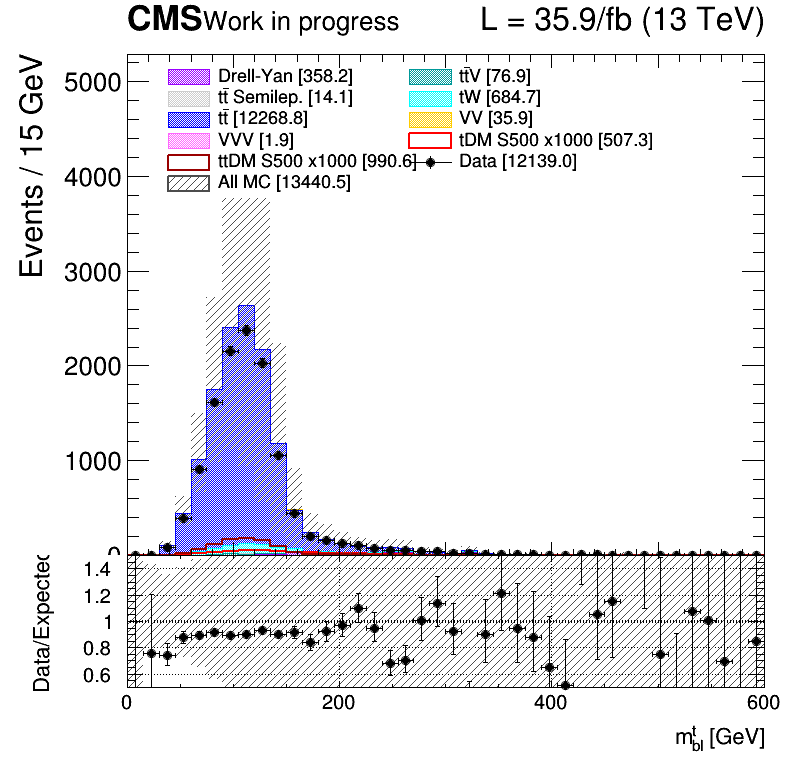 CMS Work in progress L = 35.9/fb (13 TeV)
Events / 15 GeV
5000
4000
3000
2000
1000
0
Drell-Yan [358.2]
tt̄ Semilep. [14.1]
tt̄ [12268.8]
VVV [1.9]
ttDM S500 x1000 [990.6]
All MC [13440.5]
tt̄V [76.9]
tW [684.7]
VV [35.9]
tDM S500 x1000 [507.3]
Data [12139.0]
Data/Expected
1.4
1.2
1
0.8
0.6
0 200 400 600
m^t_bl [GeV]